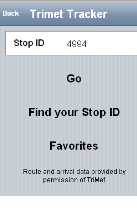 Back Trimet Tracker
Stop ID 4994
Go
Find your Stop ID
Favorites
Route and arrival data provided by
permission of TriMet